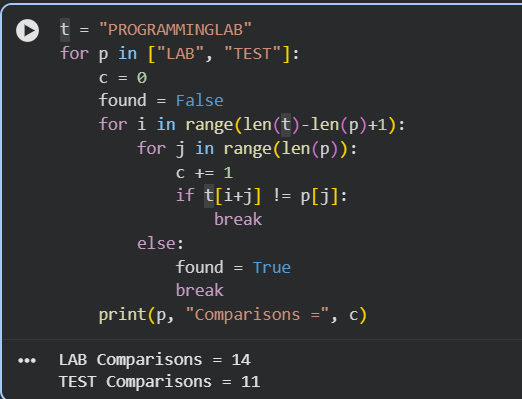 t = "PROGRAMMINGLAB"
for p in ["LAB", "TEST"]:
    c = 0
    found = False
    for i in range(len(t)-len(p)+1):
        for j in range(len(p)):
            c += 1
            if t[i+j] != p[j]:
                break
        else:
            found = True
            break
    print(p, "Comparisons =", c)
LAB Comparisons = 14
TEST Comparisons = 11